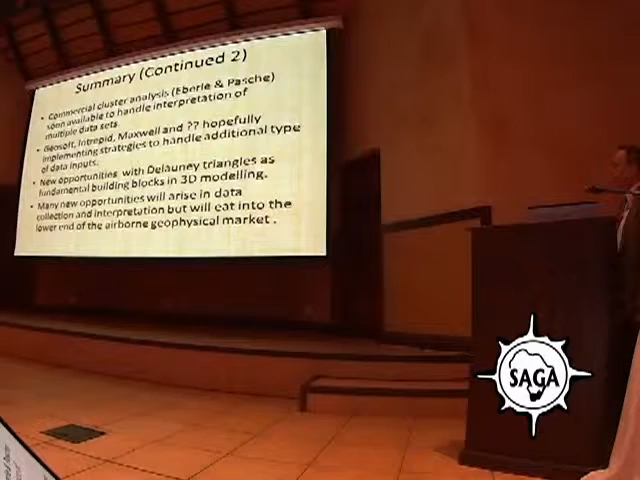 Summary (Continued 2)
• Commercial cluster analysis (Eberle & Pasche)
soon available to handle interpretation of
multiple data sets.
• Geosoft, Intrepid, Maxwell and ?? hopefully
implementing strategies to handle additional type
of data inputs.
• New opportunities with Delauney triangles as
fundamental building blocks in 3D modelling.
• Many new opportunities will arise in data
collection and interpretation but will eat into the
lower end of the airborne geophysical market .
SAGA